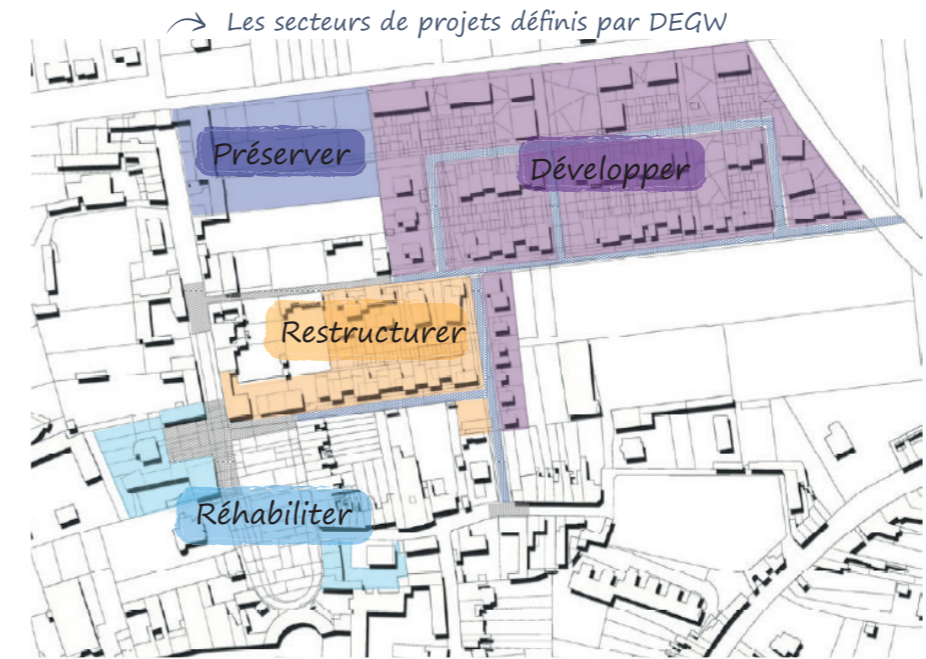 Les secteurs de projets définis par DEGW
Préserver
Développer
Restructurer
Réhabiliter